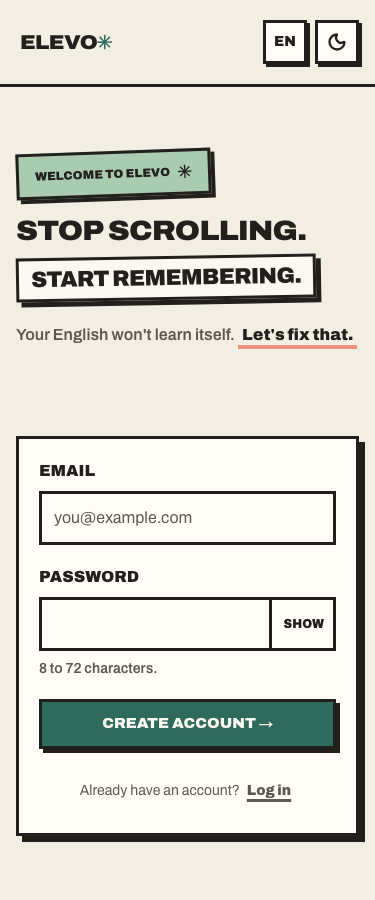 ELEVO✳
EN
WELCOME TO ELEVO ✳
STOP SCROLLING.
START REMEMBERING.
Your English won't learn itself. Let's fix that.
EMAIL
you@example.com
PASSWORD
SHOW
8 to 72 characters.
CREATE ACCOUNT→
Already have an account? Log in